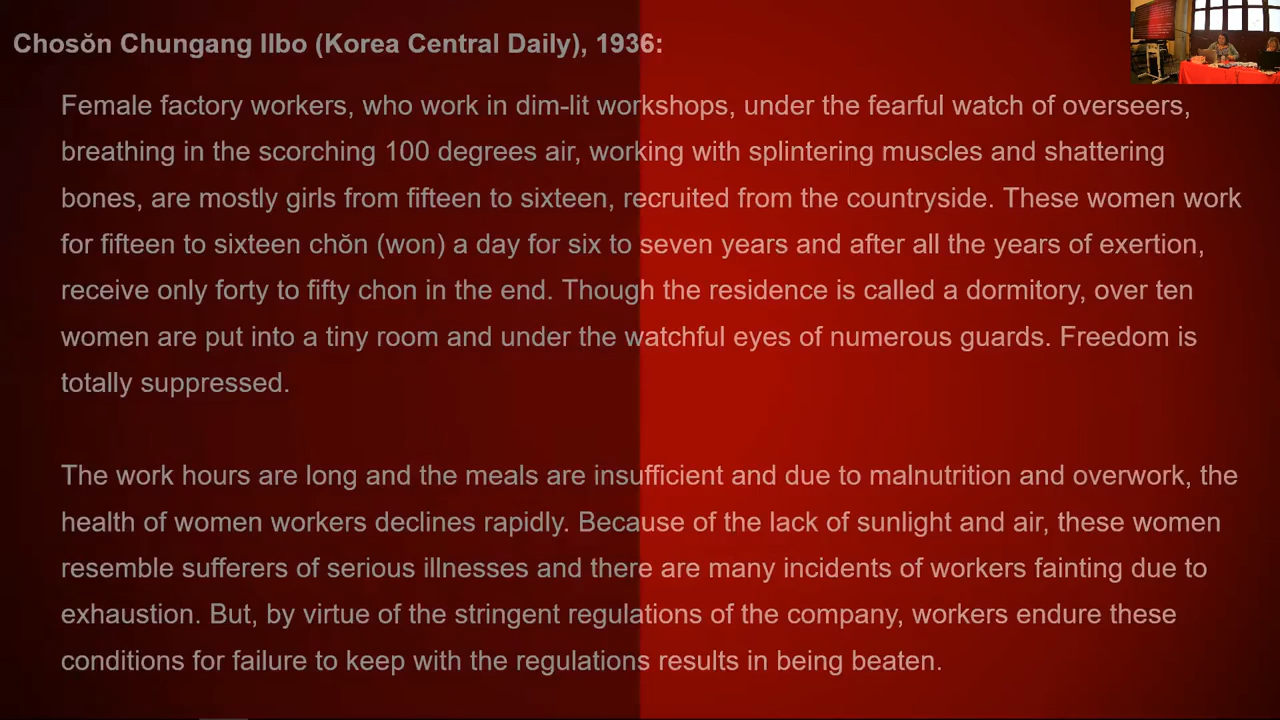 Chosŏn Chungang Ilbo (Korea Central Daily), 1936:
Female factory workers, who work in dim-lit workshops, under the fearful watch of overseers,
breathing in the scorching 100 degrees air, working with splintering muscles and shattering
bones, are mostly girls from fifteen to sixteen, recruited from the countryside. These women work
for fifteen to sixteen chŏn (won) a day for six to seven years and after all the years of exertion,
receive only forty to fifty chon in the end. Though the residence is called a dormitory, over ten
women are put into a tiny room and under the watchful eyes of numerous guards. Freedom is
totally suppressed.
The work hours are long and the meals are insufficient and due to malnutrition and overwork, the
health of women workers declines rapidly. Because of the lack of sunlight and air, these women
resemble sufferers of serious illnesses and there are many incidents of workers fainting due to
exhaustion. But, by virtue of the stringent regulations of the company, workers endure these
conditions for failure to keep with the regulations results in being beaten.